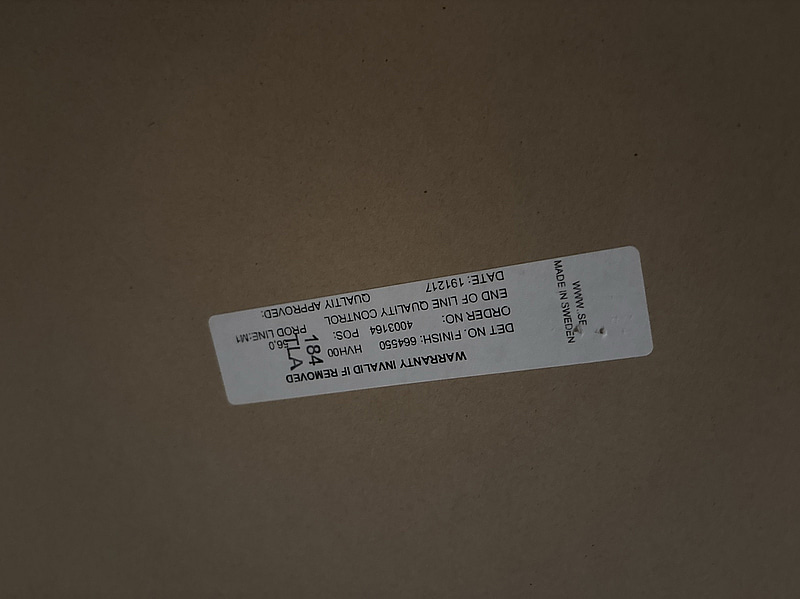 WARRANTY INVALID IF REMOVED
DET NO. FINISH: 664550 HVH00
ORDER NO: 4003164 POS: 56.0
END OF LINE QUALITY CONTROL PROD LINE:M1
DATE: 191217 QUALTIY APPROVED:
184
TLA
WWW.SE
MADE IN SWEDEN